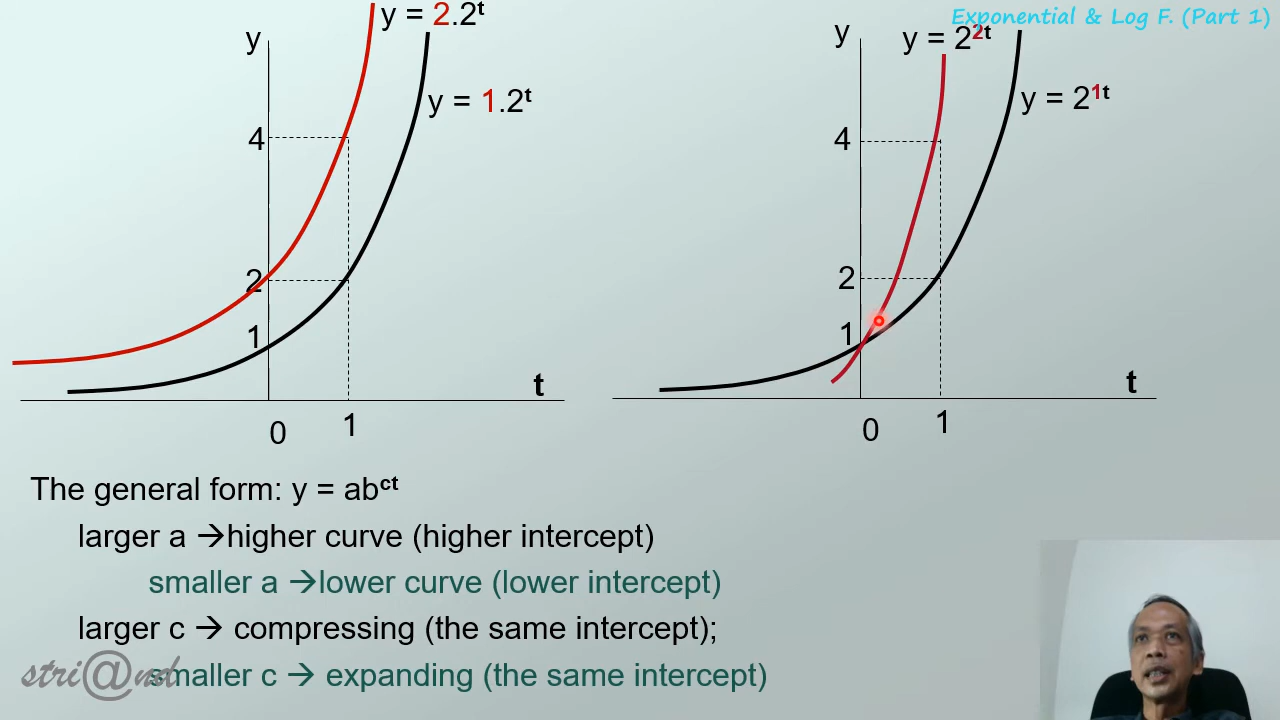 Exponential & Log F. (Part 1)
y = 2.2ᵗ
y
y = 1.2ᵗ
4
2
1
t
0
1
y
y = 2²ᵗ
y = 2¹ᵗ
4
2
1
t
0
1
The general form: y = abᶜᵗ
larger a →higher curve (higher intercept)
smaller a →lower curve (lower intercept)
larger c → compressing (the same intercept);
smaller c → expanding (the same intercept)
stri@nd